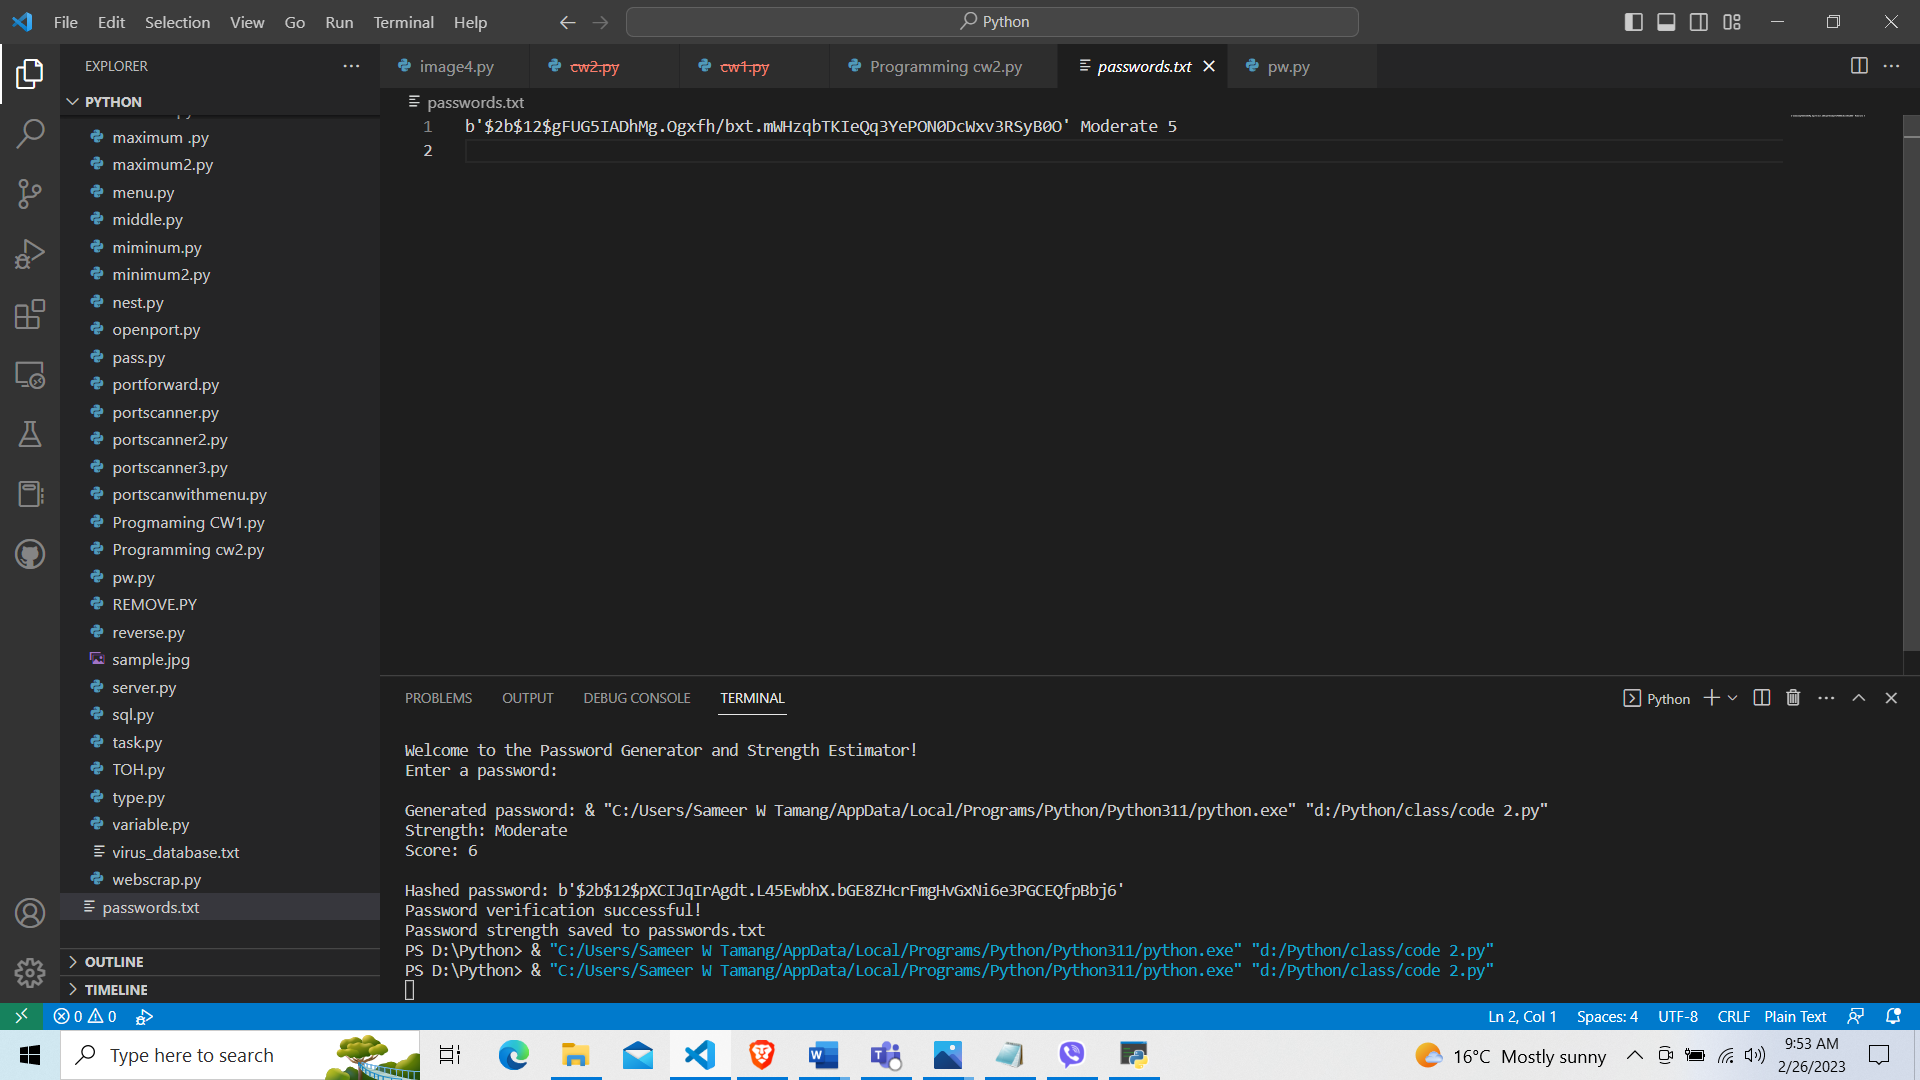 File Edit Selection View Go Run Terminal Help
Python
EXPLORER
image4.py
cw2.py
cw1.py
Programming cw2.py
passwords.txt
pw.py
PYTHON
maximum .py
maximum2.py
menu.py
middle.py
miminum.py
minimum2.py
nest.py
openport.py
pass.py
portforward.py
portscanner.py
portscanner2.py
portscanner3.py
portscanwithmenu.py
Progmaming CW1.py
Programming cw2.py
pw.py
REMOVE.PY
reverse.py
sample.jpg
server.py
sql.py
task.py
TOH.py
type.py
variable.py
virus_database.txt
webscrap.py
passwords.txt
OUTLINE
TIMELINE
passwords.txt
1 b'$2b$12$gFUG5IADhMg.Ogxfh/bxt.mWHzqbTKIeQq3YePON0DcWxv3RSyB0O' Moderate 5
2
PROBLEMS OUTPUT DEBUG CONSOLE TERMINAL
Python
Welcome to the Password Generator and Strength Estimator!
Enter a password:
Generated password: & "C:/Users/Sameer W Tamang/AppData/Local/Programs/Python/Python311/python.exe" "d:/Python/class/code 2.py"
Strength: Moderate
Score: 6
Hashed password: b'$2b$12$pXCIJqIrAgdt.L45EwbhX.bGE8ZHcrFmgHvGxNi6e3PGCEQfpBbj6'
Password verification successful!
Password strength saved to passwords.txt
PS D:\Python> & "C:/Users/Sameer W Tamang/AppData/Local/Programs/Python/Python311/python.exe" "d:/Python/class/code 2.py"
PS D:\Python> & "C:/Users/Sameer W Tamang/AppData/Local/Programs/Python/Python311/python.exe" "d:/Python/class/code 2.py"
0 0
Ln 2, Col 1 Spaces: 4 UTF-8 CRLF Plain Text
Type here to search
16°C Mostly sunny
9:53 AM
2/26/2023